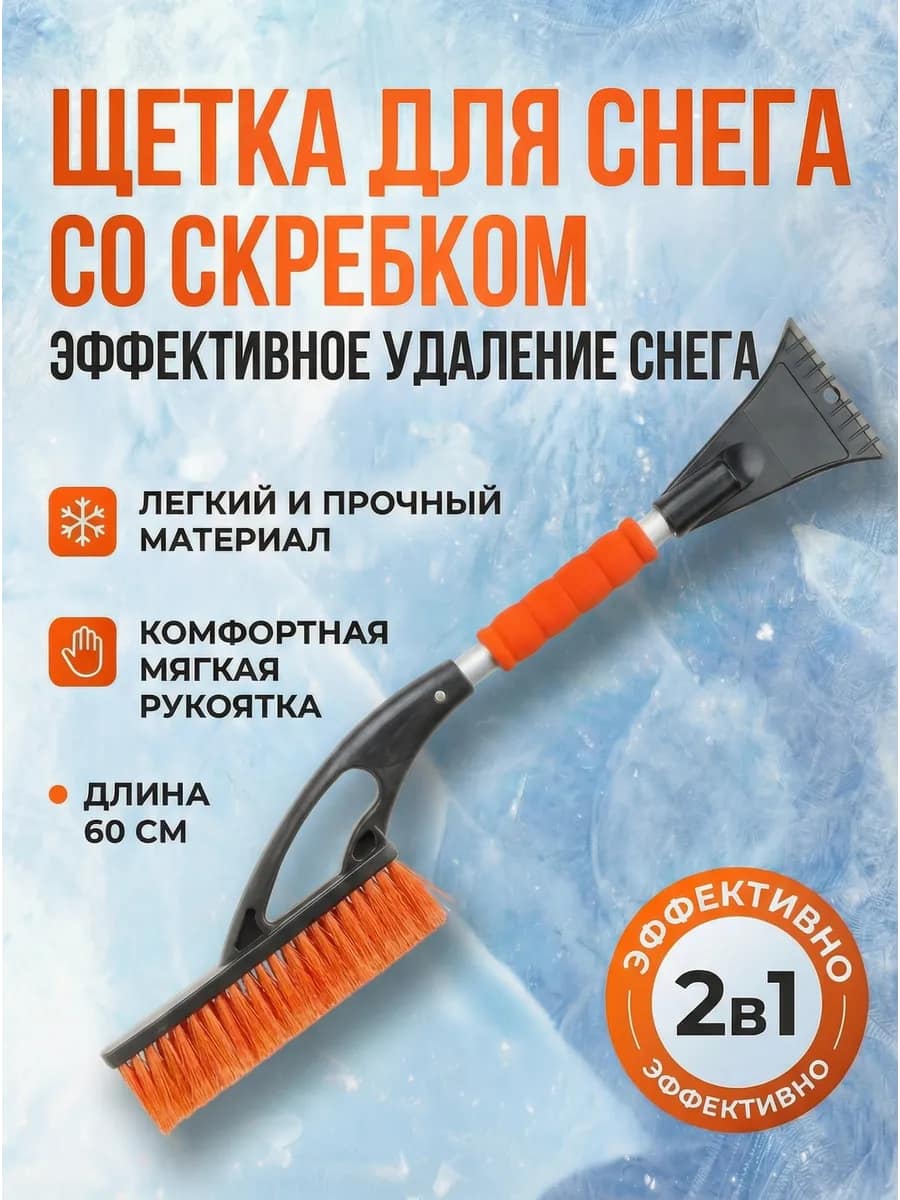 ЩЕТКА ДЛЯ СНЕГА
СО СКРЕБКОМ
ЭФФЕКТИВНОЕ УДАЛЕНИЕ СНЕГА
ЛЕГКИЙ И ПРОЧНЫЙ
МАТЕРИАЛ
КОМФОРТНАЯ
МЯГКАЯ
РУКОЯТКА
ДЛИНА
60 СМ
ЭФФЕКТИВНО
2в1
ЭФФЕКТИВНО